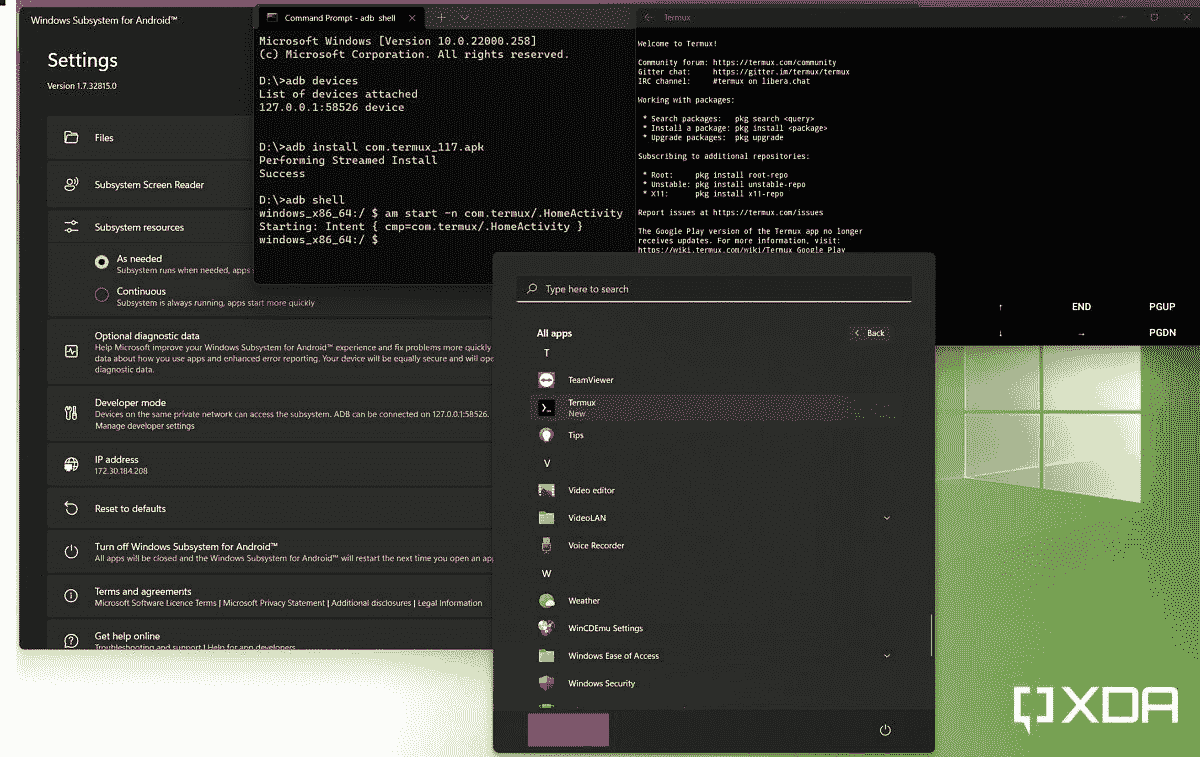 Windows Subsystem for Android™
Settings
Version 1.7.32815.0
Files
Subsystem Screen Reader
Subsystem resources
As needed
Subsystem runs when needed, apps
Continuous
Subsystem is always running, apps start more quickly
Optional diagnostic data
Help Microsoft improve your Windows Subsystem for Android™ experience and fix problems more quickly
data about how you use apps and enhanced error reporting. Your device will be equally secure and will ope
diagnostic data.
Developer mode
Devices on the same private network can access the subsystem. ADB can be connected on 127.0.0.1:58526.
Manage developer settings
IP address
172.30.184.208
Reset to defaults
Turn off Windows Subsystem for Android™
All apps will be closed and the Windows Subsystem for Android™ will restart the next time you open an app
Terms and agreements
Microsoft Software Licence Terms | Microsoft Privacy Statement | Additional disclosures | Legal Information
Get help online
Troubleshooting and support | Help for app developers
Command Prompt - adb shell
Microsoft Windows [Version 10.0.22000.258]
(c) Microsoft Corporation. All rights reserved.
D:\>adb devices
List of devices attached
127.0.0.1:58526 device
D:\>adb install com.termux_117.apk
Performing Streamed Install
Success
D:\>adb shell
windows_x86_64:/ $ am start -n com.termux/.HomeActivity
Starting: Intent { cmp=com.termux/.HomeActivity }
windows_x86_64:/ $
Termux
Welcome to Termux!
Community forum: https://termux.com/community
Gitter chat: https://gitter.im/termux/termux
IRC channel: #termux on libera.chat
Working with packages:
* Search packages: pkg search <query>
* Install a package: pkg install <package>
* Upgrade packages: pkg upgrade
Subscribing to additional repositories:
* Root: pkg install root-repo
* Unstable: pkg install unstable-repo
* X11: pkg install x11-repo
Report issues at https://termux.com/issues
The Google Play version of the Termux app no longer
receives updates. For more information, visit:
https://wiki.termux.com/wiki/Termux_Google_Play
↑ END PGUP
↓ → PGDN
Type here to search
All apps
Back
T
TeamViewer
Termux
New
Tips
V
Video editor
VideoLAN
Voice Recorder
W
Weather
WinCDEmu Settings
Windows Ease of Access
Windows Security
XDA